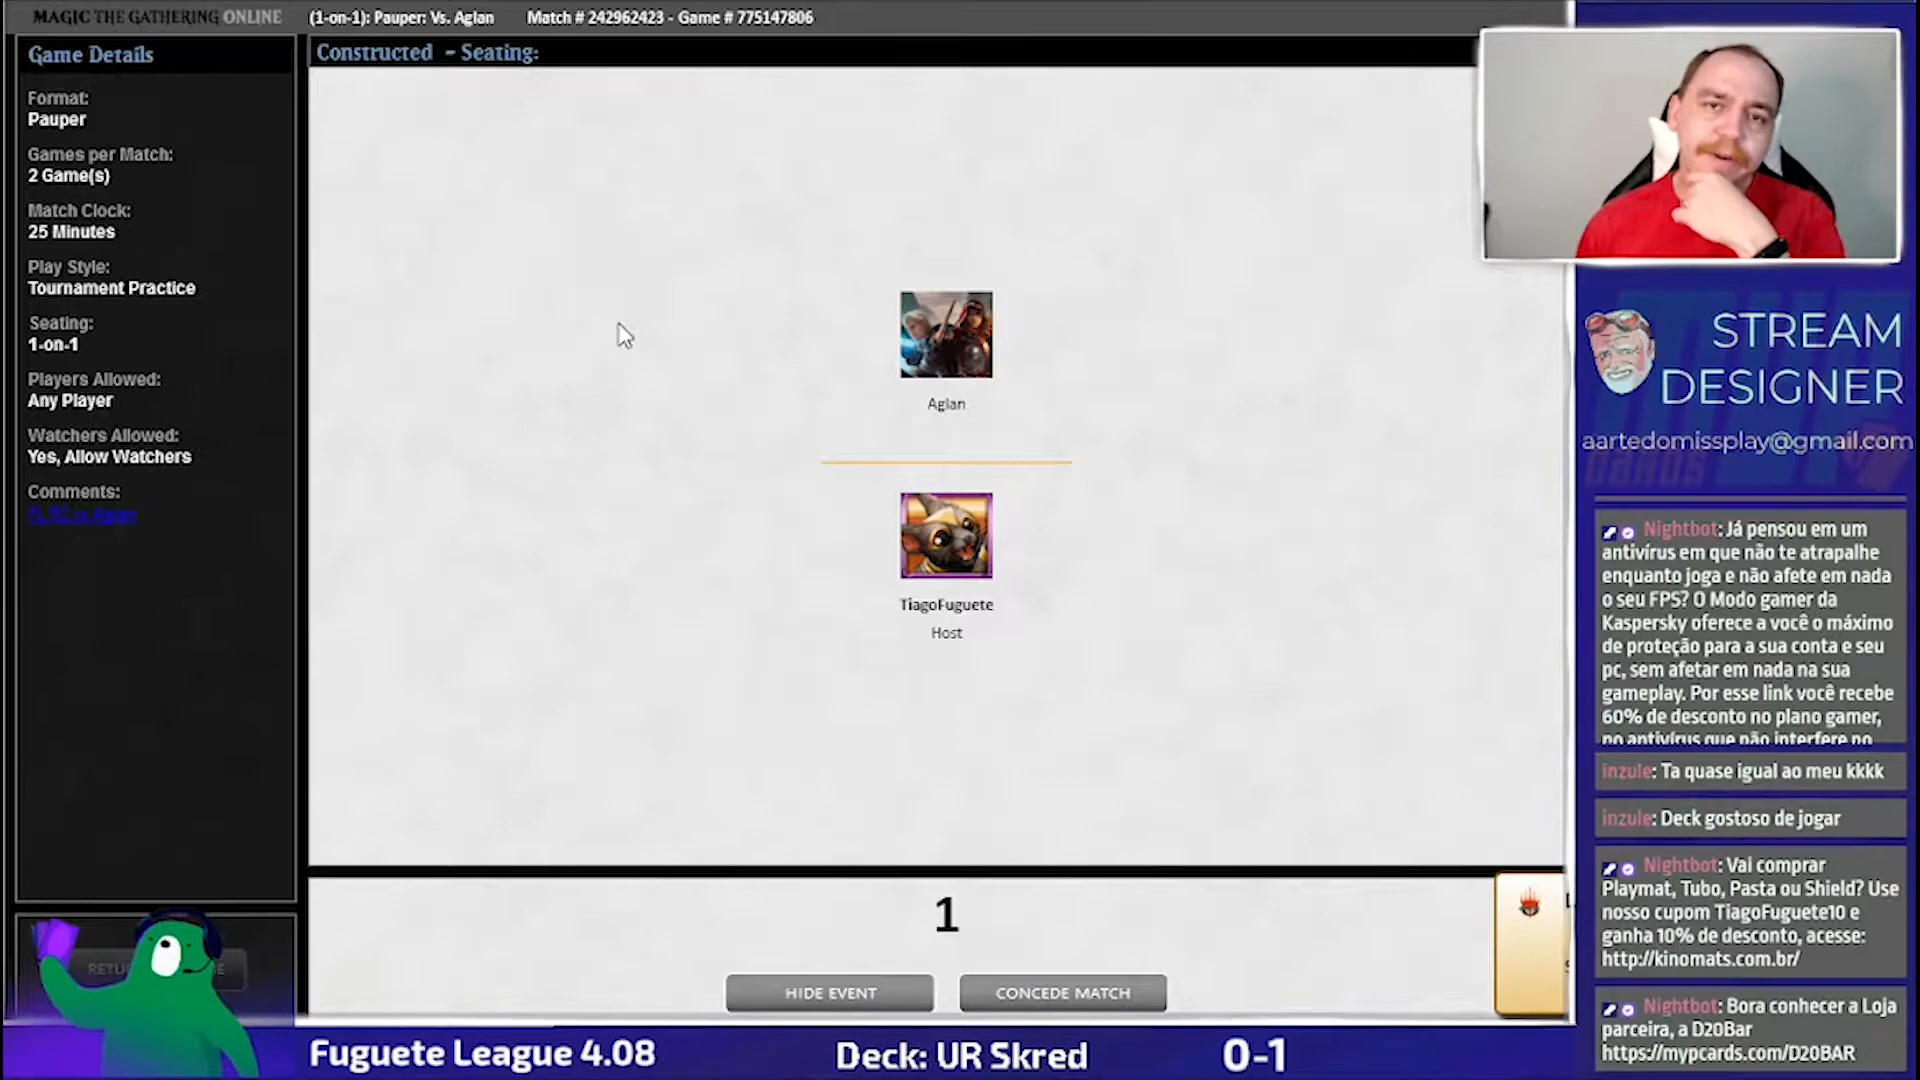 MAGIC THE GATHERING ONLINE
(1-on-1): Pauper: Vs. Aglan
Match # 242962423 - Game # 775147806
Game Details
Format:
Pauper
Games per Match:
2 Game(s)
Match Clock:
25 Minutes
Play Style:
Tournament Practice
Seating:
1-on-1
Players Allowed:
Any Player
Watchers Allowed:
Yes, Allow Watchers
Comments:
Constructed - Seating:
Aglan
TiagoFuguete
Host
1
HIDE EVENT
CONCEDE MATCH
STREAM
DESIGNER
aartedomissplay@gmail.com
Nightbot: Já pensou em um
antivírus em que não te atrapalhe
enquanto joga e não afete em nada
o seu FPS? O Modo gamer da
Kaspersky oferece a você o máximo
de proteção para a sua conta e seu
pc, sem afetar em nada na sua
gameplay. Por esse link você recebe
60% de desconto no plano gamer,
no antivírus que não interfere no
inzule: Ta quase igual ao meu kkkk
inzule: Deck gostoso de jogar
Nightbot: Vai comprar
Playmat, Tubo, Pasta ou Shield? Use
nosso cupom TiagoFuguete10 e
ganha 10% de desconto, acesse:
http://kinomats.com.br/
Nightbot: Bora conhecer a Loja
parceira, a D20Bar
https://mypcards.com/D20BAR
Fuguete League 4.08
Deck: UR Skred
0-1